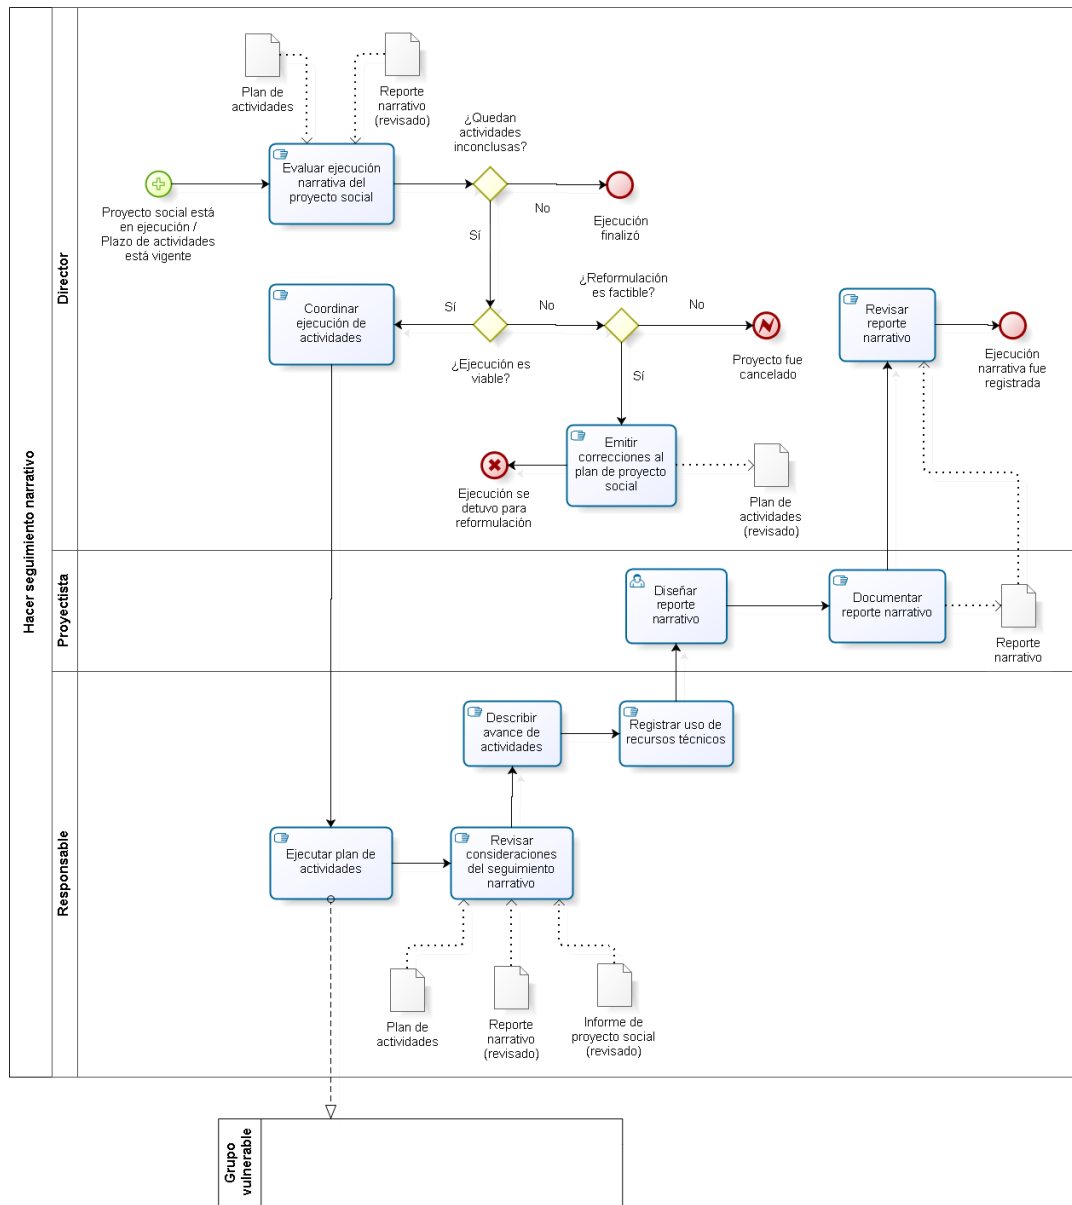 Hacer seguimiento narrativo
Director
Plan de
actividades
Reporte
narrativo
(revisado)
¿Quedan
actividades
inconclusas?
Evaluar ejecución
narrativa del
proyecto social
Proyecto social está
en ejecución /
Plazo de actividades
está vigente
No
Ejecución
finalizó
Sí
¿Reformulación
es factible?
Coordinar
ejecución de
actividades
Sí
No
No
¿Ejecución es
viable?
Proyecto fue
cancelado
Revisar
reporte
narrativo
Ejecución
narrativa fue
registrada
Sí
Emitir
correcciones al
plan de proyecto
social
Ejecución se
detuvo para
reformulación
Plan de
actividades
(revisado)
Proyectista
Diseñar
reporte
narrativo
Documentar
reporte narrativo
Reporte
narrativo
Responsable
Describir
avance de
actividades
Registrar uso de
recursos técnicos
Ejecutar plan de
actividades
Revisar
consideraciones
del seguimiento
narrativo
Plan de
actividades
Reporte
narrativo
(revisado)
Informe de
proyecto social
(revisado)
Grupo
vulnerable